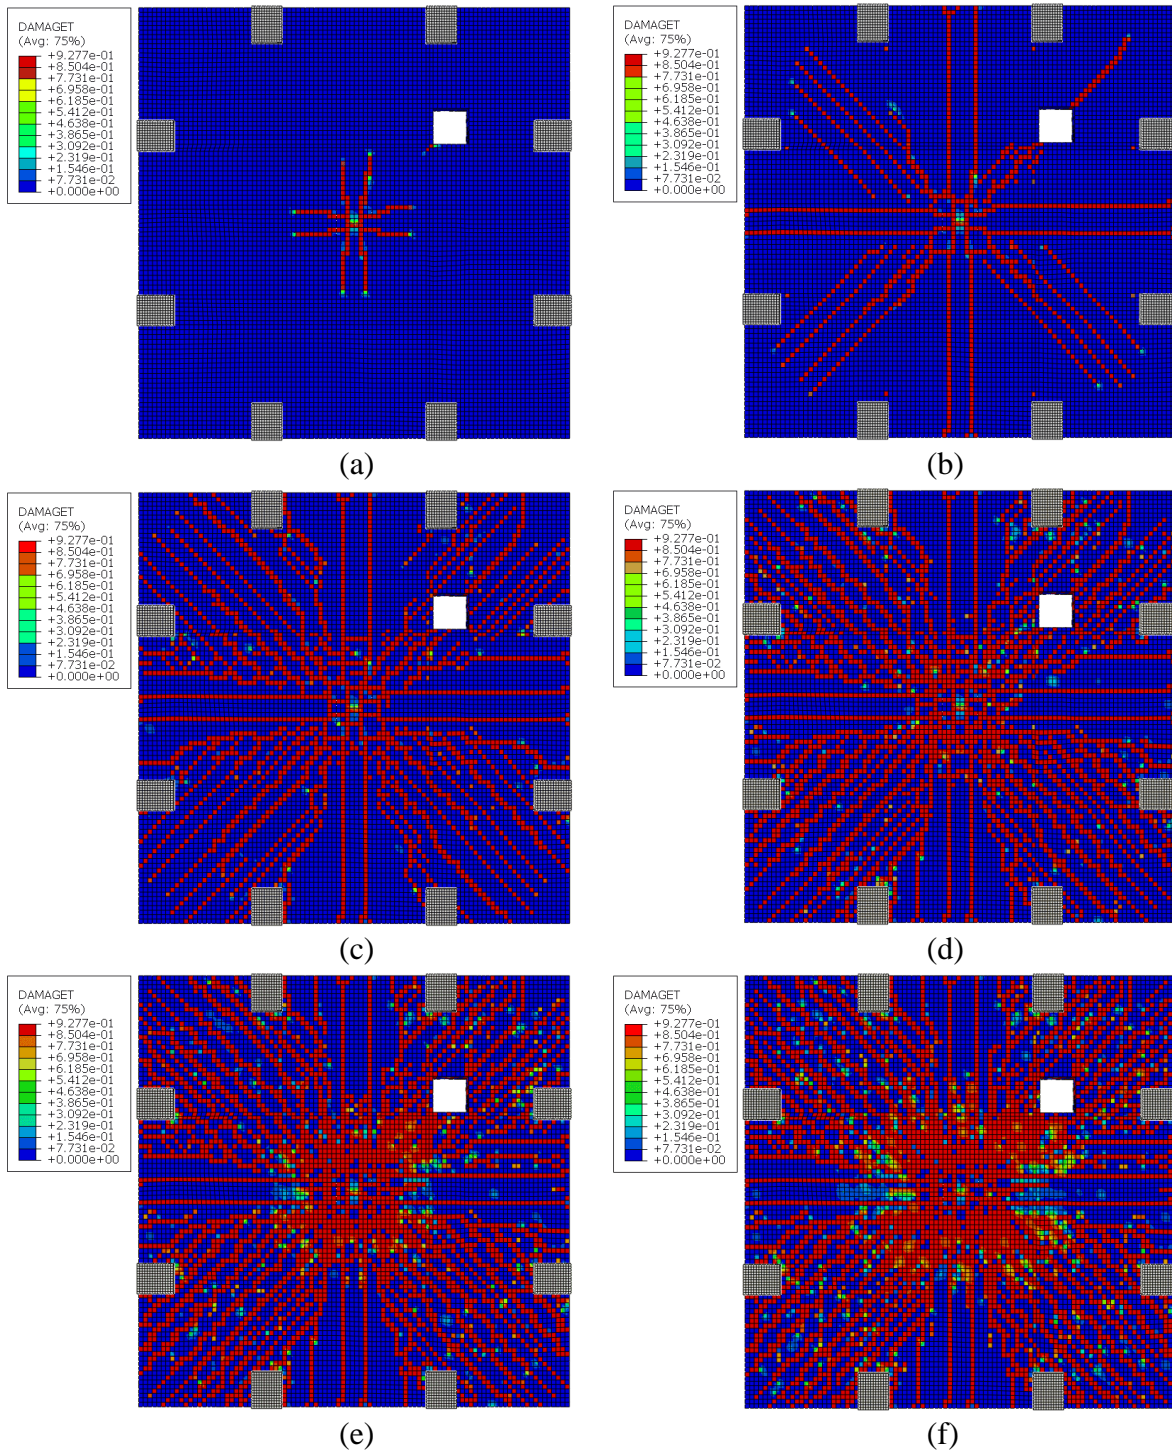 DAMAGET
(Avg: 75%)
+9.277e-01
+8.504e-01
+7.731e-01
+6.958e-01
+6.185e-01
+5.412e-01
+4.638e-01
+3.865e-01
+3.092e-01
+2.319e-01
+1.546e-01
+7.731e-02
+0.000e+00
(a)
DAMAGET
(Avg: 75%)
+9.277e-01
+8.504e-01
+7.731e-01
+6.958e-01
+6.185e-01
+5.412e-01
+4.638e-01
+3.865e-01
+3.092e-01
+2.319e-01
+1.546e-01
+7.731e-02
+0.000e+00
(b)
DAMAGET
(Avg: 75%)
+9.277e-01
+8.504e-01
+7.731e-01
+6.958e-01
+6.185e-01
+5.412e-01
+4.638e-01
+3.865e-01
+3.092e-01
+2.319e-01
+1.546e-01
+7.731e-02
+0.000e+00
(c)
DAMAGET
(Avg: 75%)
+9.277e-01
+8.504e-01
+7.731e-01
+6.958e-01
+6.185e-01
+5.412e-01
+4.638e-01
+3.865e-01
+3.092e-01
+2.319e-01
+1.546e-01
+7.731e-02
+0.000e+00
(d)
DAMAGET
(Avg: 75%)
+9.277e-01
+8.504e-01
+7.731e-01
+6.958e-01
+6.185e-01
+5.412e-01
+4.638e-01
+3.865e-01
+3.092e-01
+2.319e-01
+1.546e-01
+7.731e-02
+0.000e+00
(e)
DAMAGET
(Avg: 75%)
+9.277e-01
+8.504e-01
+7.731e-01
+6.958e-01
+6.185e-01
+5.412e-01
+4.638e-01
+3.865e-01
+3.092e-01
+2.319e-01
+1.546e-01
+7.731e-02
+0.000e+00
(f)